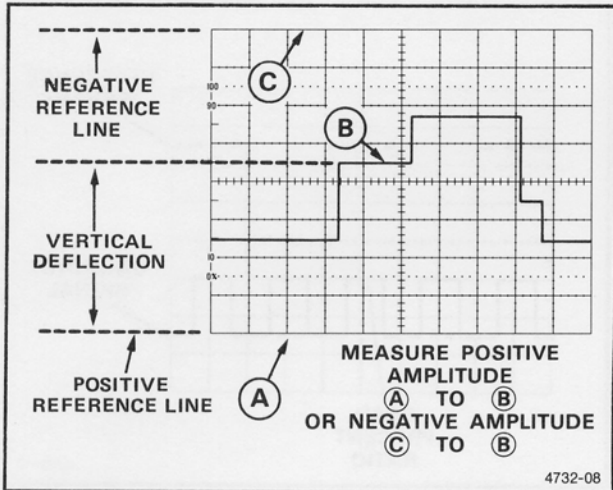 NEGATIVE
REFERENCE
LINE
C
100
90
B
VERTICAL
DEFLECTION
10
0%
POSITIVE
REFERENCE LINE
A
MEASURE POSITIVE
AMPLITUDE
A TO B
OR NEGATIVE AMPLITUDE
C TO B
4732-08